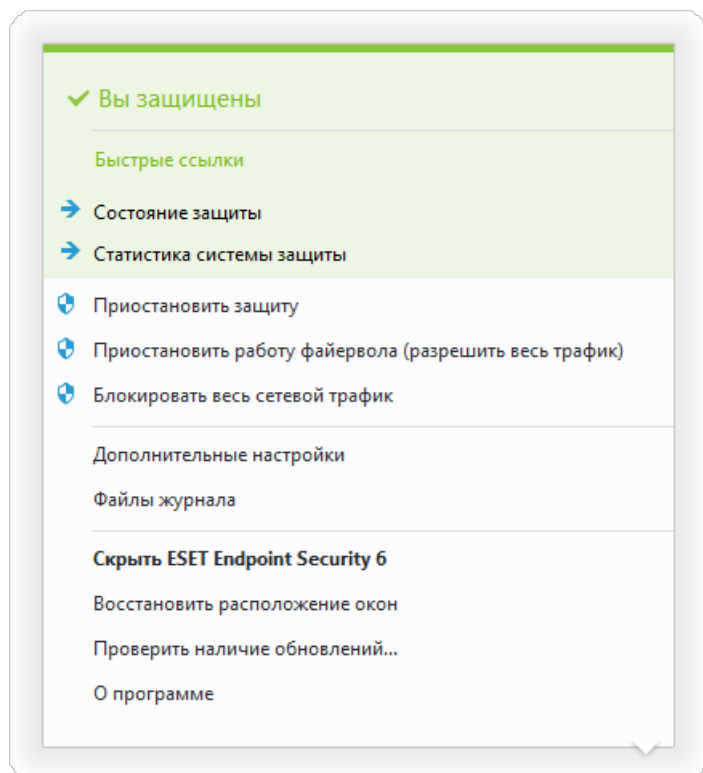 Вы защищены
Быстрые ссылки
Состояние защиты
Статистика системы защиты
Приостановить защиту
Приостановить работу файервола (разрешить весь трафик)
Блокировать весь сетевой трафик
Дополнительные настройки
Файлы журнала
Скрыть ESET Endpoint Security 6
Восстановить расположение окон
Проверить наличие обновлений...
О программе